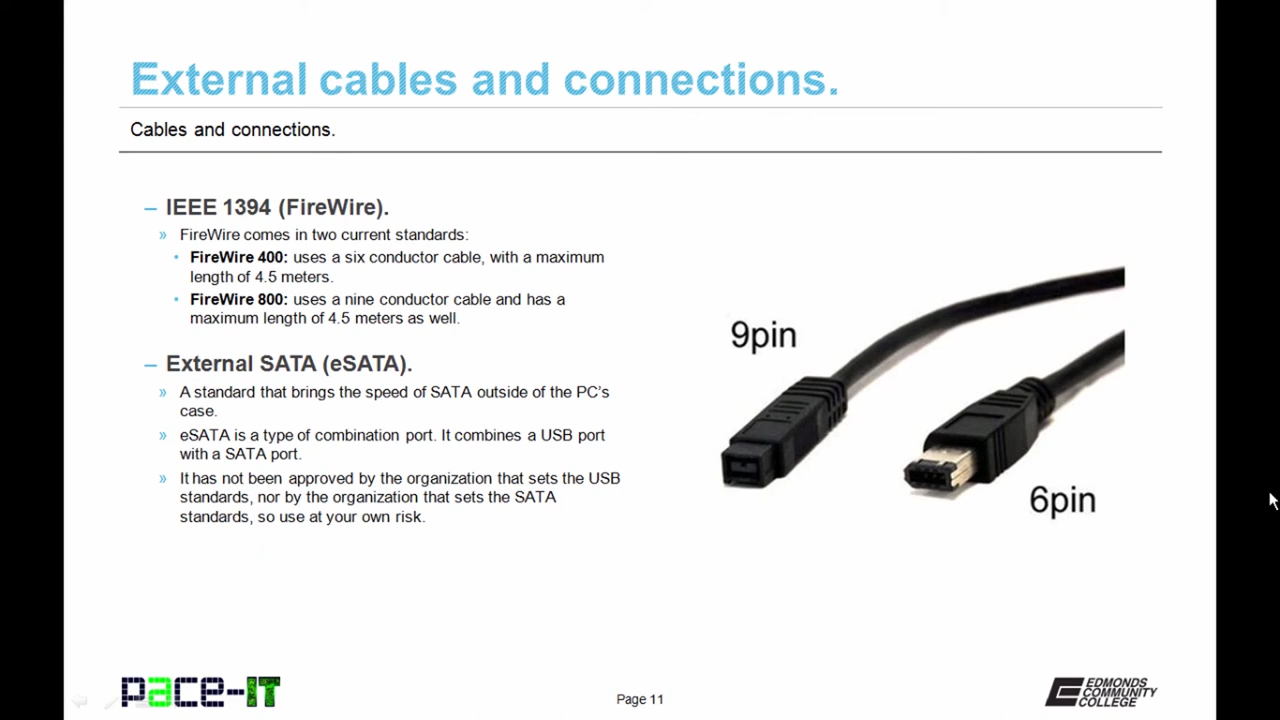 External cables and connections.
Cables and connections.
– IEEE 1394 (FireWire).
» FireWire comes in two current standards:
• FireWire 400: uses a six conductor cable, with a maximum
length of 4.5 meters.
• FireWire 800: uses a nine conductor cable and has a
maximum length of 4.5 meters as well.
– External SATA (eSATA).
» A standard that brings the speed of SATA outside of the PC's
case.
» eSATA is a type of combination port. It combines a USB port
with a SATA port.
» It has not been approved by the organization that sets the USB
standards, nor by the organization that sets the SATA
standards, so use at your own risk.
9pin
6pin
pace-IT
Page 11
EDMONDS
COMMUNITY
COLLEGE